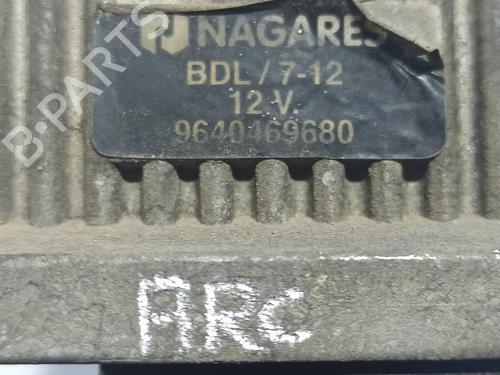 B-PARTS
NAGARES
BDL / 7-12
12 V.
9640469680
ARC